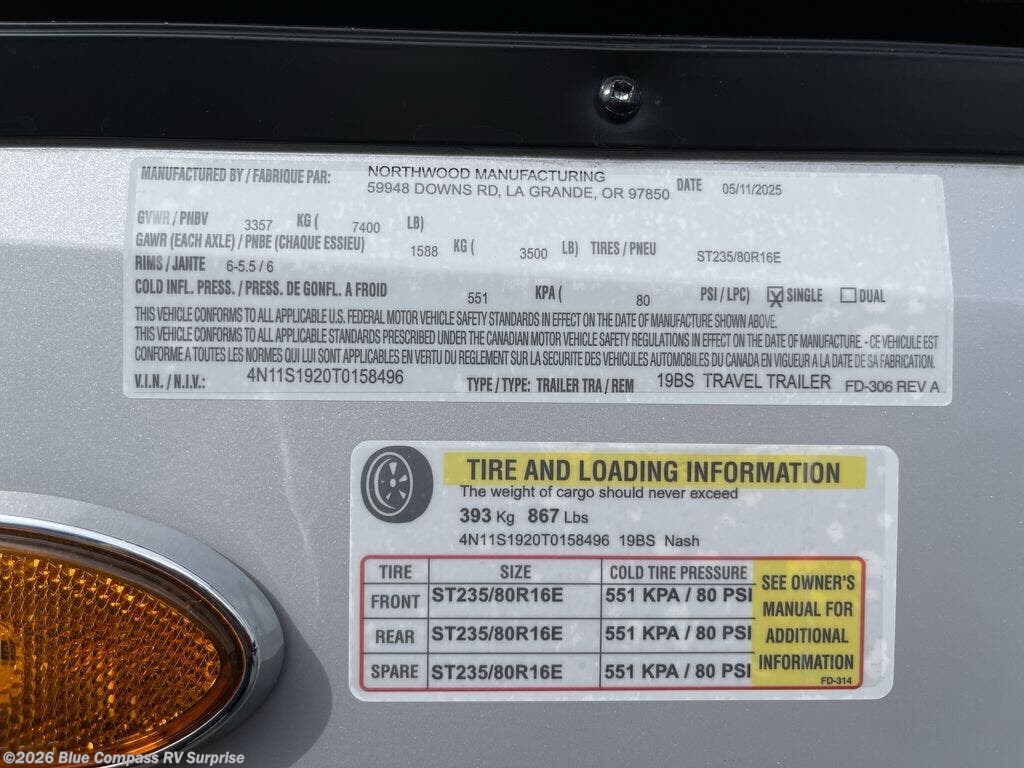 MANUFACTURED BY / FABRIQUE PAR: NORTHWOOD MANUFACTURING
59948 DOWNS RD, LA GRANDE, OR 97850 DATE 05/11/2025
GVWR / PNBV 3357 KG ( 7400 LB)
GAWR (EACH AXLE) / PNBE (CHAQUE ESSIEU) 1588 KG ( 3500 LB) TIRES / PNEU ST235/80R16E
RIMS / JANTE 6-5.5 / 6
COLD INFL. PRESS. / PRESS. DE GONFL. A FROID 551 KPA ( 80 PSI / LPC) X SINGLE DUAL
THIS VEHICLE CONFORMS TO ALL APPLICABLE U.S. FEDERAL MOTOR VEHICLE SAFETY STANDARDS IN EFFECT ON THE DATE OF MANUFACTURE SHOWN ABOVE.
THIS VEHICLE CONFORMS TO ALL APPLICABLE STANDARDS PRESCRIBED UNDER THE CANADIAN MOTOR VEHICLE SAFETY REGULATIONS IN EFFECT ON THE DATE OF MANUFACTURE. - CE VEHICULE EST
CONFORME A TOUTES LES NORMES QUI LUI SONT APPLICABLES EN VERTU DU REGLEMENT SUR LA SECURITE DES VEHICULES AUTOMOBILES DU CANADA EN VIGUEUR A LA DATE DE SA FABRICATION.
V.I.N. / N.I.V.: 4N11S1920T0158496 TYPE / TYPE: TRAILER TRA / REM 19BS TRAVEL TRAILER FD-306 REV A
TIRE AND LOADING INFORMATION
The weight of cargo should never exceed
393 Kg 867 Lbs
4N11S1920T0158496 19BS Nash
TIRE SIZE COLD TIRE PRESSURE
FRONT ST235/80R16E 551 KPA / 80 PSI
REAR ST235/80R16E 551 KPA / 80 PSI
SPARE ST235/80R16E 551 KPA / 80 PSI
SEE OWNER'S
MANUAL FOR
ADDITIONAL
INFORMATION
FD-314
©2026 Blue Compass RV Surprise